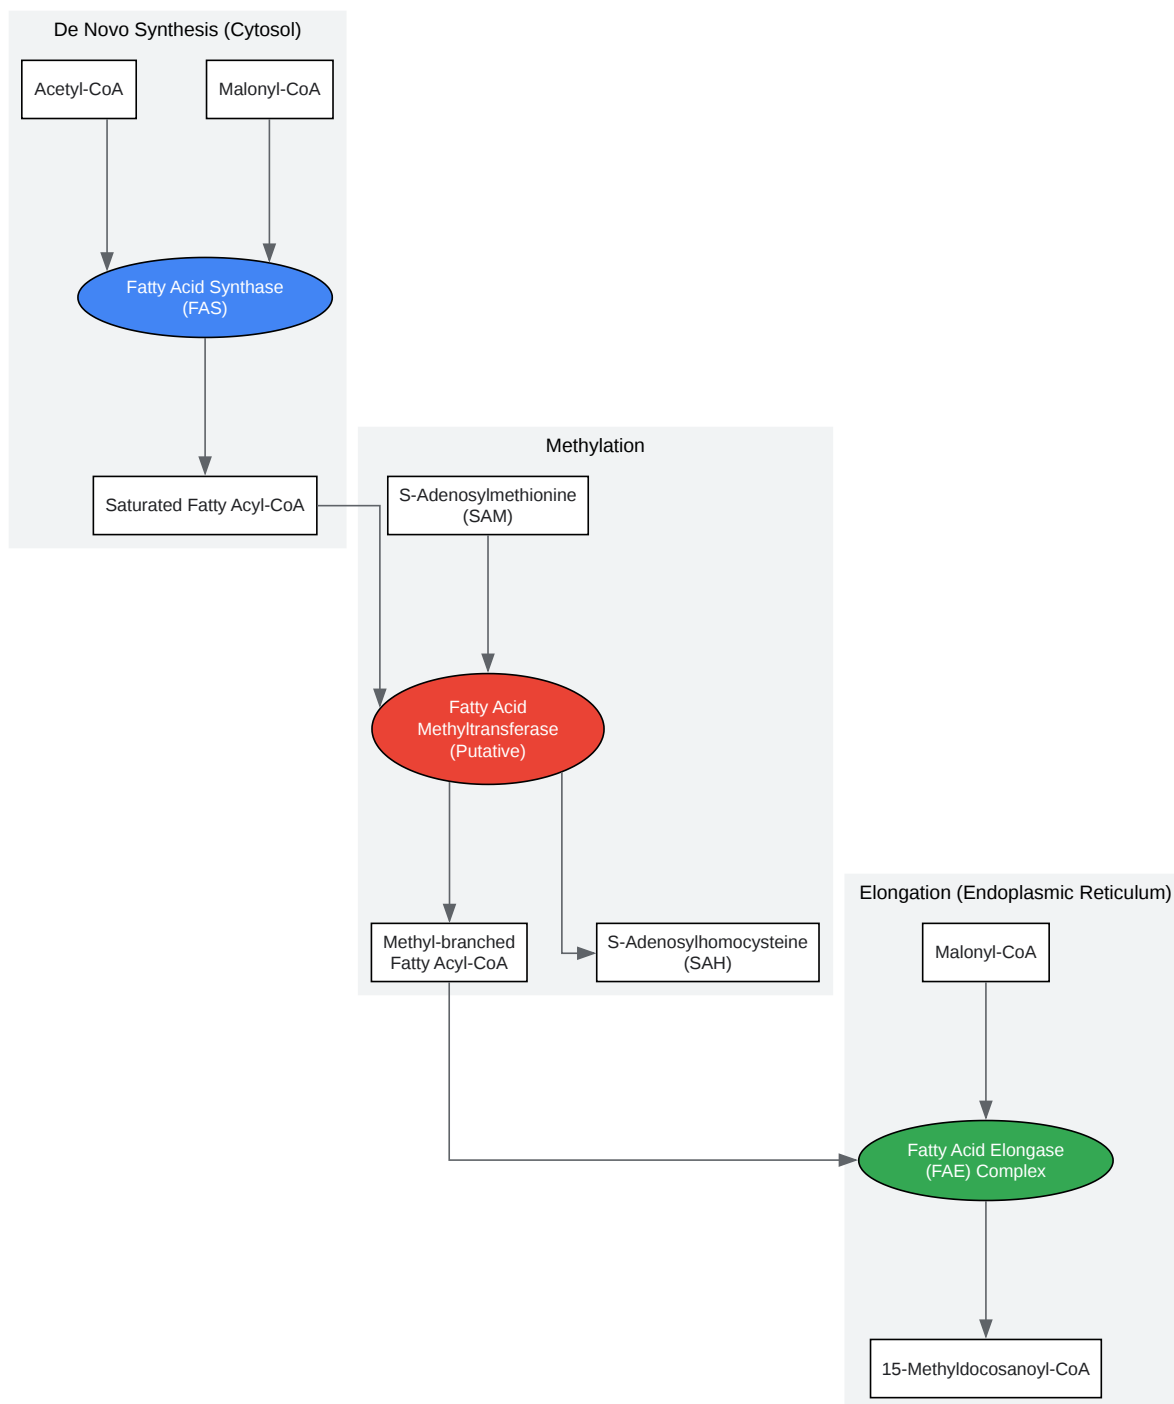 De Novo Synthesis (Cytosol)
Acetyl-CoA
Malonyl-CoA
Fatty Acid Synthase
(FAS)
Saturated Fatty Acyl-CoA
Methylation
S-Adenosylmethionine
(SAM)
Fatty Acid
Methyltransferase
(Putative)
Methyl-branched
Fatty Acyl-CoA
S-Adenosylhomocysteine
(SAH)
Elongation (Endoplasmic Reticulum)
Malonyl-CoA
Fatty Acid Elongase
(FAE) Complex
15-Methyldocosanoyl-CoA